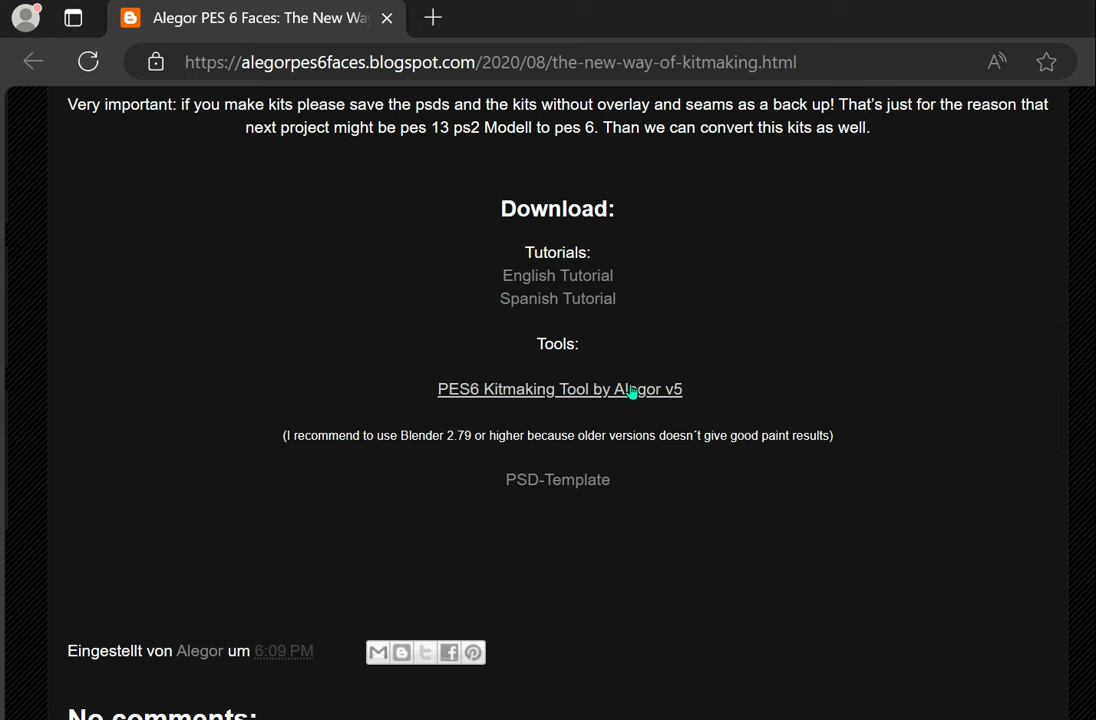 Alegor PES 6 Faces: The New Wa
https://alegorpes6faces.blogspot.com/2020/08/the-new-way-of-kitmaking.html
Very important: if you make kits please save the psds and the kits without overlay and seams as a back up! That's just for the reason that
next project might be pes 13 ps2 Modell to pes 6. Than we can convert this kits as well.
Download:
Tutorials:
English Tutorial
Spanish Tutorial
Tools:
PES6 Kitmaking Tool by Alegor v5
(I recommend to use Blender 2.79 or higher because older versions doesn´t give good paint results)
PSD-Template
Eingestellt von Alegor um 6:09 PM
No comments: